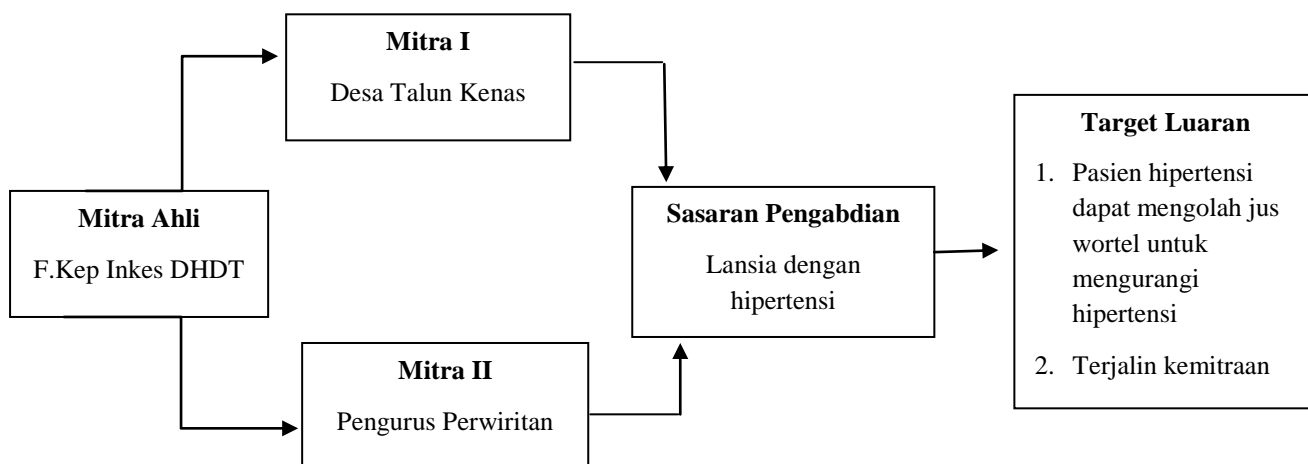 Mitra I
Desa Talun Kenas
Mitra Ahli
F.Kep Inkes DHDT
Mitra II
Pengurus Perwiritan
Sasaran Pengabdian
Lansia dengan
hipertensi
Target Luaran
1. Pasien hipertensi
dapat mengolah jus
wortel untuk
mengurangi
hipertensi
2. Terjalin kemitraan